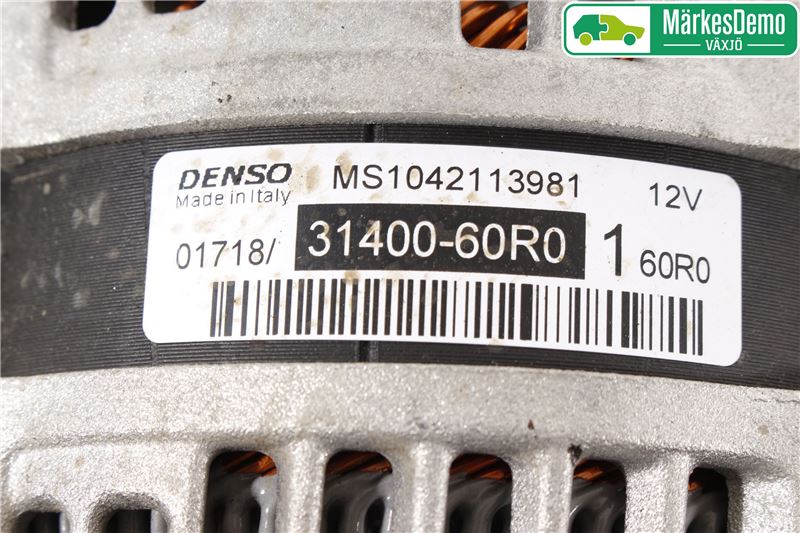 MärkesDemo
VÄXJÖ
DENSO MS1042113981 12V
Made in Italy
01718/ 31400-60R0 1 60R0